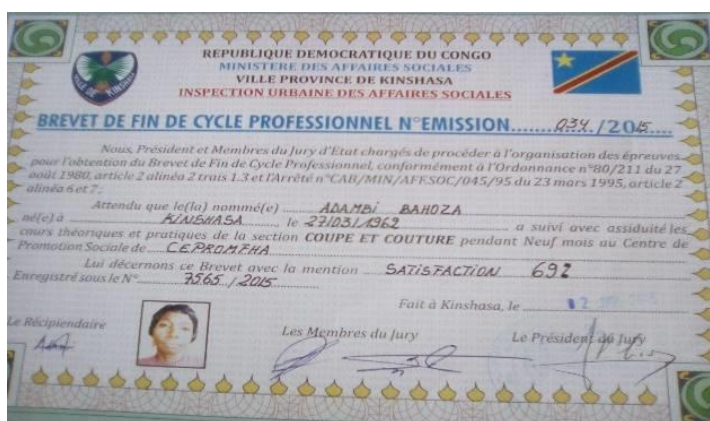 REPUBLIQUE DEMOCRATIQUE DU CONGO
MINISTERE DES AFFAIRES SOCIALES
VILLE PROVINCE DE KINSHASA
INSPECTION URBAINE DES AFFAIRES SOCIALES
BREVET DE FIN DE CYCLE PROFESSIONNEL N°EMISSION........034./2015....
Nous, Président et Membres du Jury d'Etat chargés de procéder à l'organisation des épreuves
pour l'obtention du Brevet de Fin de Cycle Professionnel, conformément à l'Ordonnance n°80/211 du 27
août 1980, article 2 alinéa 2 trais 1.3 et l'Arrêté n°CAB/MIN/AFF.SOC/045/95 du 23 mars 1995, article 2
alinéa 6 et 7;
Attendu que le(la) nommé(e) ADAMBI BAHOZA
né(e) à KINSHASA, le 27/03/1962 a suivi avec assiduité les
cours théoriques et pratiques de la section COUPE ET COUTURE pendant Neuf mois au Centre de
Promotion Sociale de CEPROMFHA
Lui décernons ce Brevet avec la mention SATISFACTION 69%
Enregistré sous le N° 7565 / 2015
Fait à Kinshasa, le 12
Le Récipiendaire Les Membres du Jury Le Président du Jury